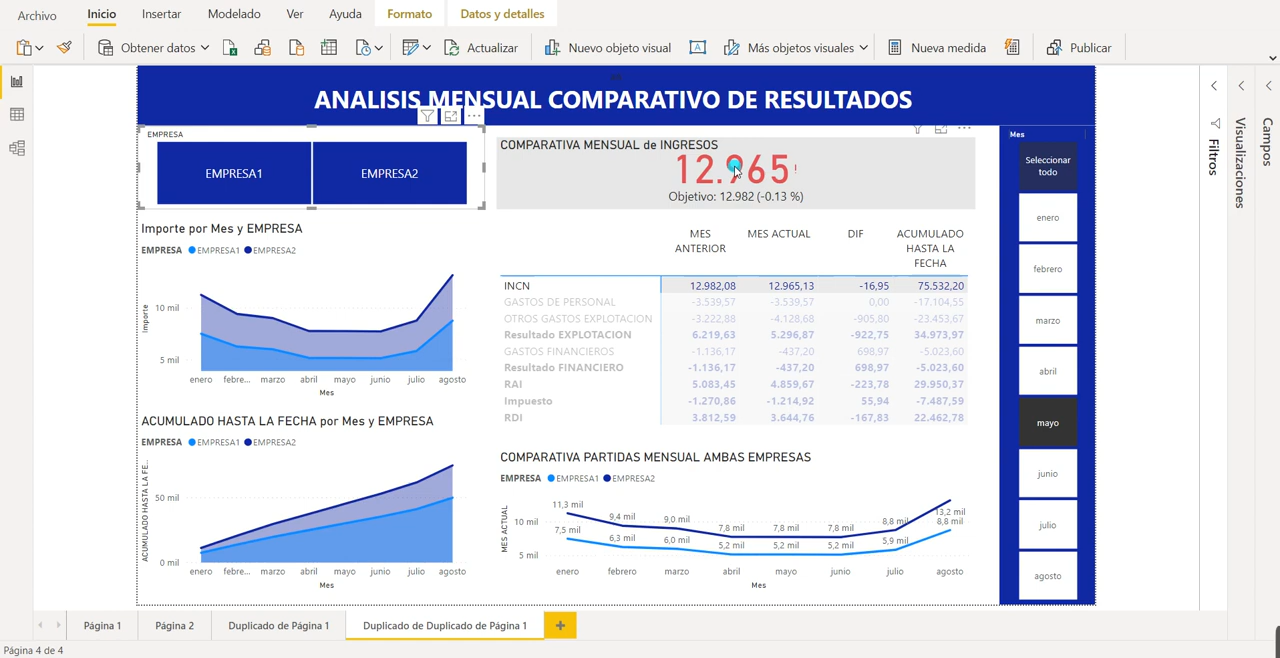 Archivo Inicio Insertar Modelado Ver Ayuda Formato Datos y detalles
Obtener datos Actualizar Nuevo objeto visual Más objetos visuales Nueva medida Publicar
ANALISIS MENSUAL COMPARATIVO DE RESULTADOS
EMPRESA
EMPRESA1 EMPRESA2
COMPARATIVA MENSUAL de INGRESOS
12.965!
Objetivo: 12.982 (-0.13 %)
Importe por Mes y EMPRESA
EMPRESA EMPRESA1 EMPRESA2
Importe
10 mil
5 mil
enero febre... marzo abril mayo junio julio agosto
Mes
ACUMULADO HASTA LA FECHA por Mes y EMPRESA
EMPRESA EMPRESA1 EMPRESA2
ACUMULADO HASTA LA FE...
50 mil
0 mil
enero febre... marzo abril mayo junio julio agosto
Mes
MES ANTERIOR MES ACTUAL DIF ACUMULADO HASTA LA FECHA
INCN 12.982,08 12.965,13 -16,95 75.532,20
GASTOS DE PERSONAL -3.539,57 -3.539,57 0,00 -17.104,55
OTROS GASTOS EXPLOTACION -3.222,88 -4.128,68 -905,80 -23.453,67
Resultado EXPLOTACION 6.219,63 5.296,87 -922,75 34.973,97
GASTOS FINANCIEROS -1.136,17 -437,20 698,97 -5.023,60
Resultado FINANCIERO -1.136,17 -437,20 698,97 -5.023,60
RAI 5.083,45 4.859,67 -223,78 29.950,37
Impuesto -1.270,86 -1.214,92 55,94 -7.487,59
RDI 3.812,59 3.644,76 -167,83 22.462,78
COMPARATIVA PARTIDAS MENSUAL AMBAS EMPRESAS
EMPRESA EMPRESA1 EMPRESA2
MES ACTUAL
10 mil
5 mil
11,3 mil 9,4 mil 9,0 mil 7,8 mil 7,8 mil 7,8 mil 8,8 mil 13,2 mil
7,5 mil 6,3 mil 6,0 mil 5,2 mil 5,2 mil 5,2 mil 5,9 mil 8,8 mil
enero febrero marzo abril mayo junio julio agosto
Mes
Mes
Seleccionar todo
enero
febrero
marzo
abril
mayo
junio
julio
agosto
Filtros
Visualizaciones
Campos
Página 1 Página 2 Duplicado de Página 1 Duplicado de Duplicado de Página 1
Página 4 de 4